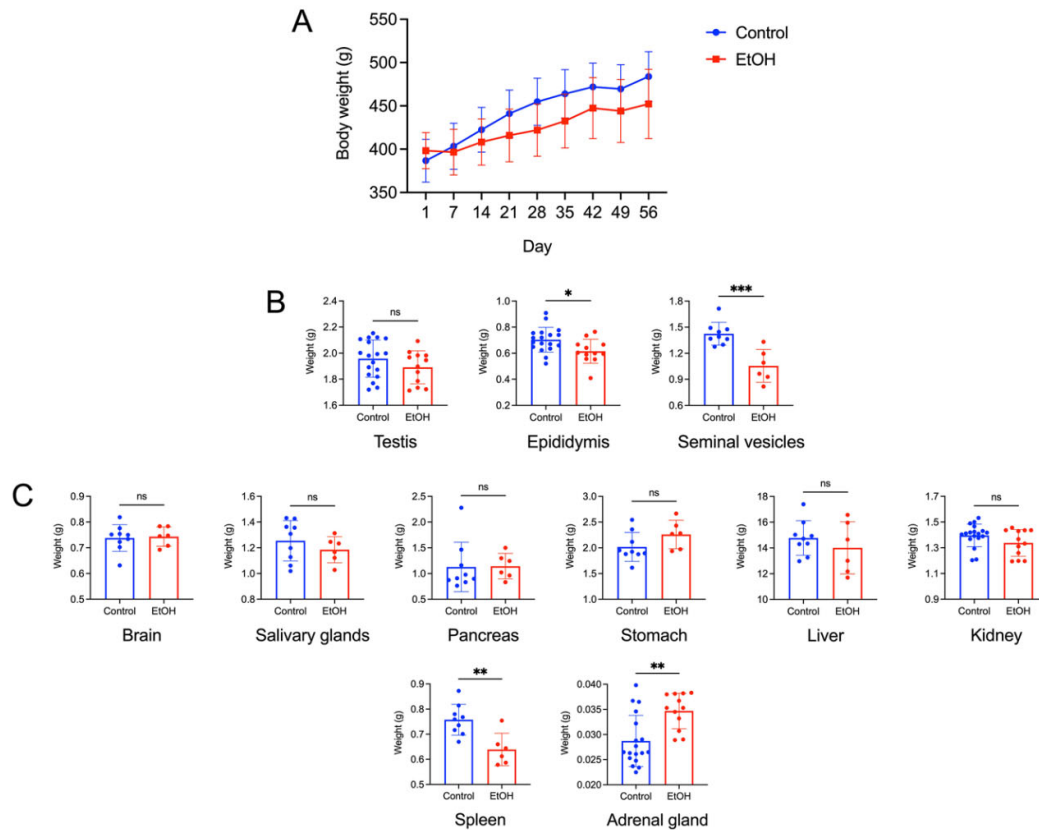 A
Body weight (g)
550
500
450
400
350
1 7 14 21 28 35 42 49 56
Day
Control
EtOH
B
Weight (g)
2.2
2.0
1.8
1.6
ns
Control EtOH
Testis
Weight (g)
1.0
0.8
0.6
0.4
0.2
*
Control EtOH
Epididymis
Weight (g)
1.8
1.5
1.2
0.9
0.6
***
Control EtOH
Seminal vesicles
C
Weight (g)
0.9
0.8
0.7
0.6
0.5
ns
Control EtOH
Brain
Weight (g)
1.6
1.4
1.2
1.0
0.8
ns
Control EtOH
Salivary glands
Weight (g)
2.5
2.0
1.5
1.0
0.5
ns
Control EtOH
Pancreas
Weight (g)
3.0
2.5
2.0
1.5
1.0
ns
Control EtOH
Stomach
Weight (g)
18
16
14
12
10
ns
Control EtOH
Liver
Weight (g)
1.7
1.5
1.3
1.1
0.9
ns
Control EtOH
Kidney
Weight (g)
1.0
0.9
0.8
0.7
0.6
0.5
**
Control EtOH
Spleen
Weight (g)
0.040
0.035
0.030
0.025
0.020
**
Control EtOH
Adrenal gland